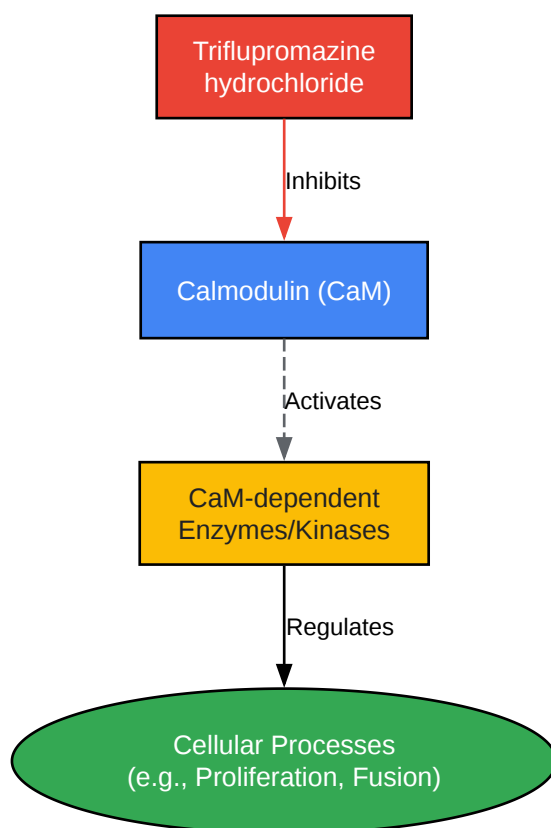 Triflupromazine
hydrochloride
Inhibits
Calmodulin (CaM)
Activates
CaM-dependent
Enzymes/Kinases
Regulates
Cellular Processes
(e.g., Proliferation, Fusion)